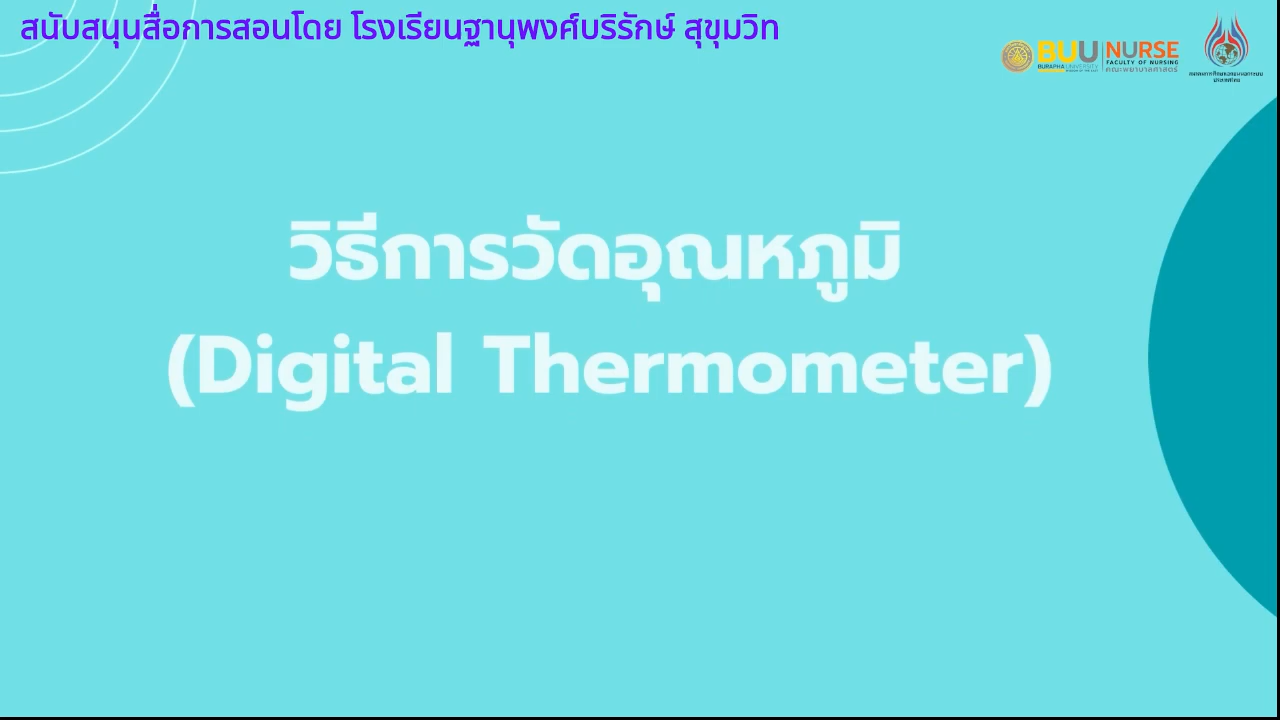 สนับสนุนสื่อการสอนโดย โรงเรียนฐานุพงศ์บริรักษ์ สุขุมวิท
BUU NURSE
BURAPHA UNIVERSITY FACULTY OF NURSING
คณะพยาบาลศาสตร์
วิธีการวัดอุณหภูมิ
(Digital Thermometer)